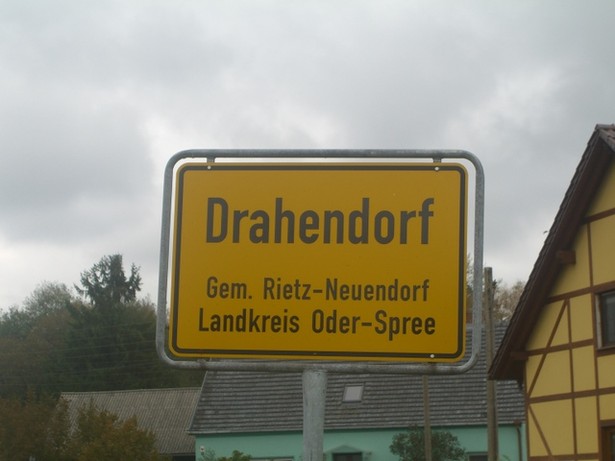 Drahendorf
Gem. Rietz-Neuendorf
Landkreis Oder-Spree